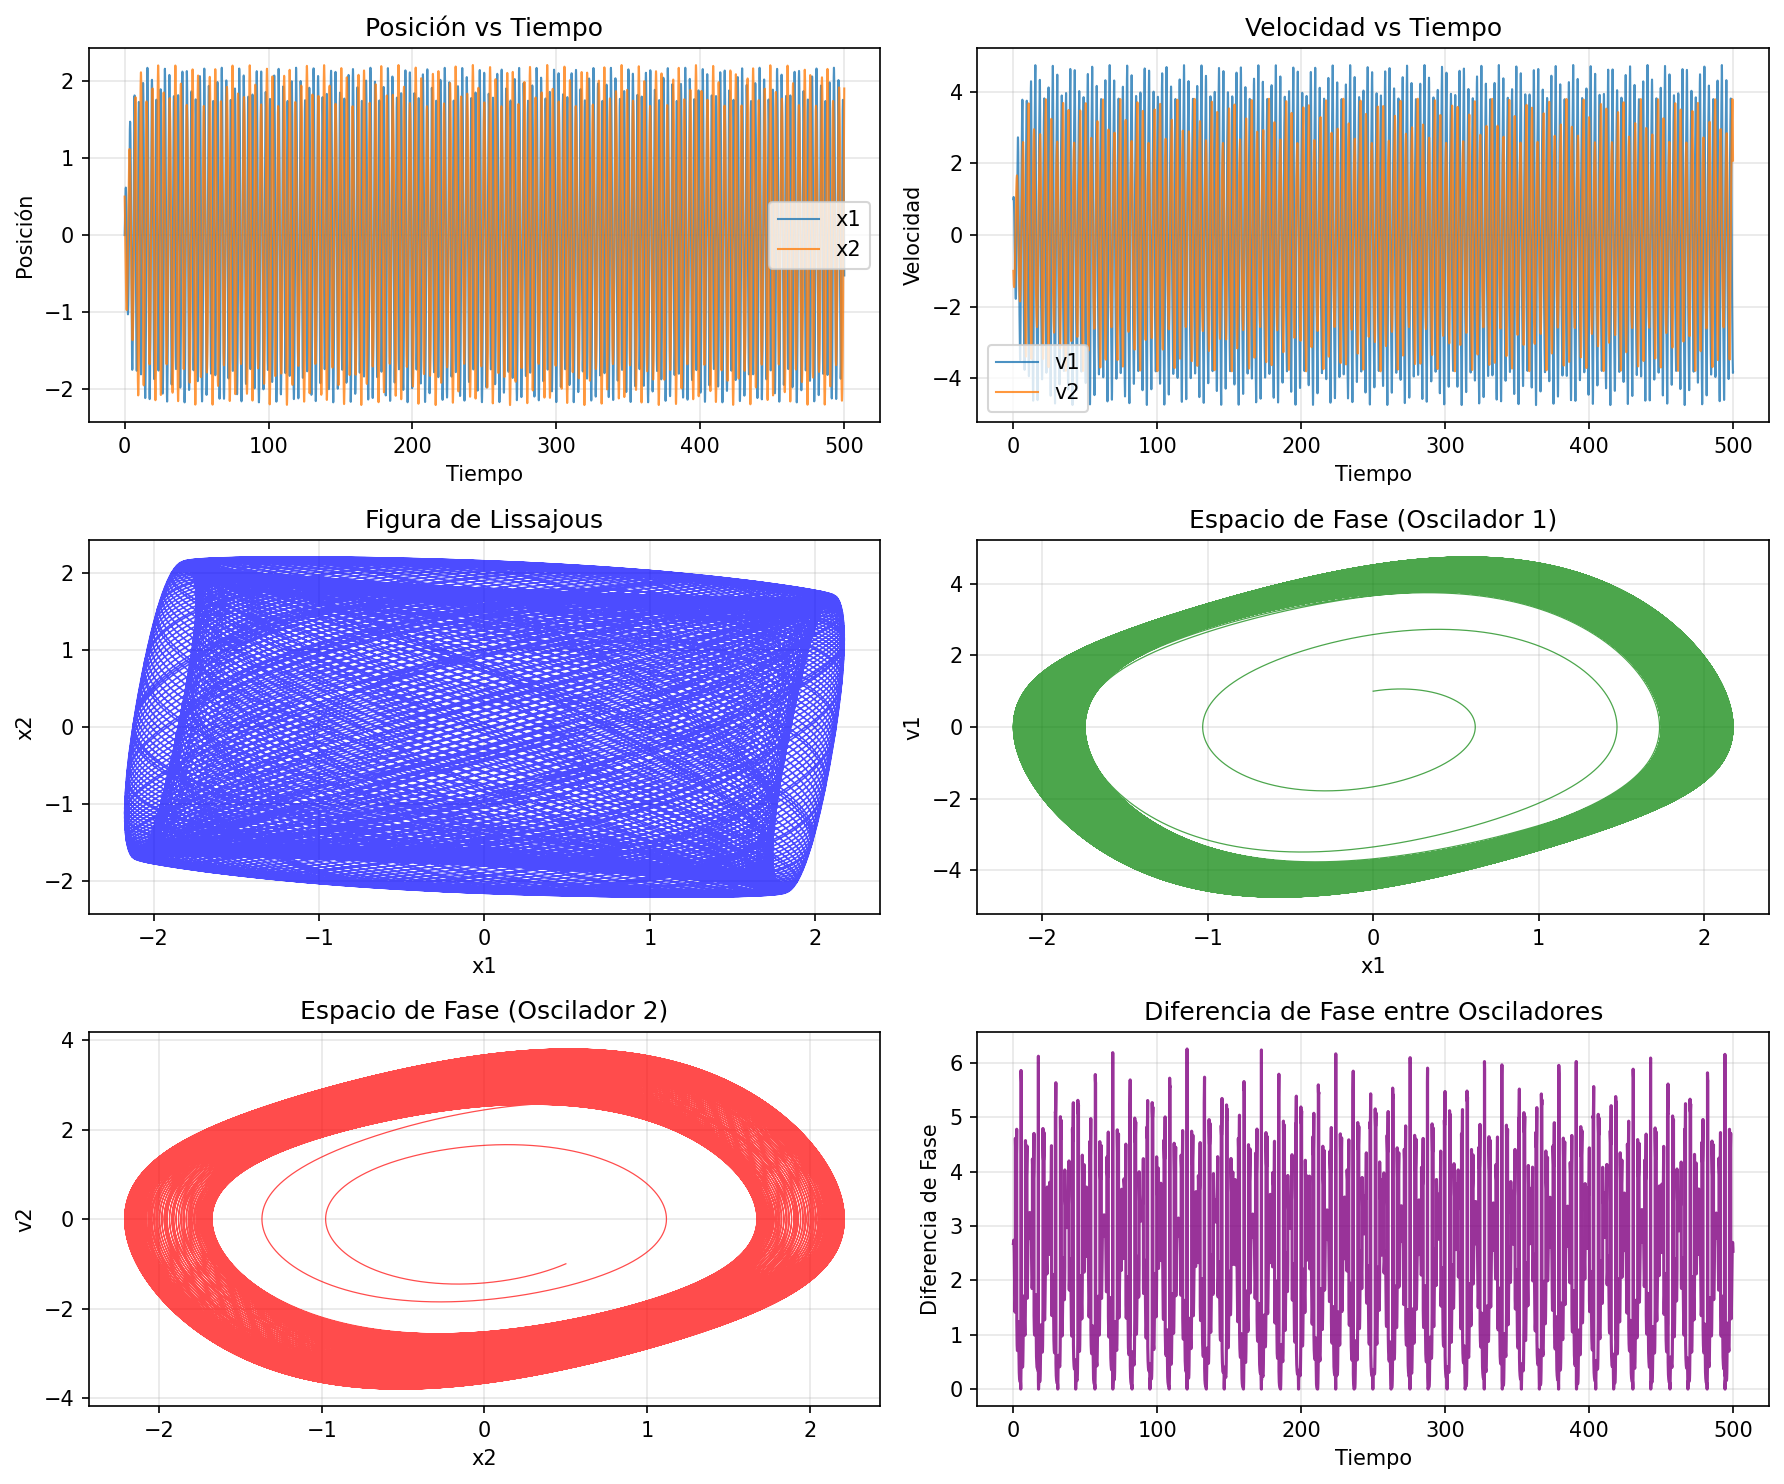 Posición vs Tiempo
Posición
2
1
0
−1
−2
x1
x2
0 100 200 300 400 500
Tiempo
Velocidad vs Tiempo
Velocidad
4
2
0
−2
−4
v1
v2
0 100 200 300 400 500
Tiempo
Figura de Lissajous
x2
2
1
0
−1
−2
−2 −1 0 1 2
x1
Espacio de Fase (Oscilador 1)
v1
4
2
0
−2
−4
−2 −1 0 1 2
x1
Espacio de Fase (Oscilador 2)
v2
4
2
0
−2
−4
−2 −1 0 1 2
x2
Diferencia de Fase entre Osciladores
Diferencia de Fase
6
5
4
3
2
1
0
0 100 200 300 400 500
Tiempo